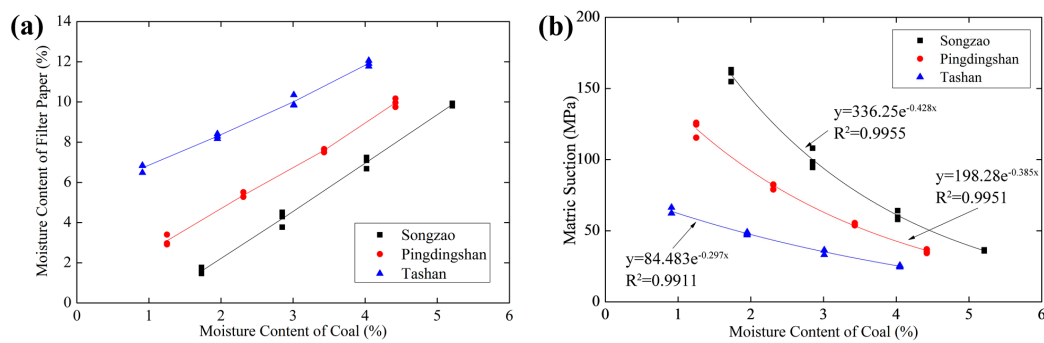 (a)
Moisture Content of Filter Paper (%)
14
12
10
8
6
4
2
0
1
2
3
4
5
6
Moisture Content of Coal (%)
Songzao
Pingdingshan
Tashan
(b)
Matric Suction (MPa)
200
150
100
50
0
0
1
2
3
4
5
6
Moisture Content of Coal (%)
Songzao
Pingdingshan
Tashan
y=336.25e^-0.428x
R²=0.9955
y=198.28e^-0.385x
R²=0.9951
y=84.483e^-0.297x
R²=0.9911